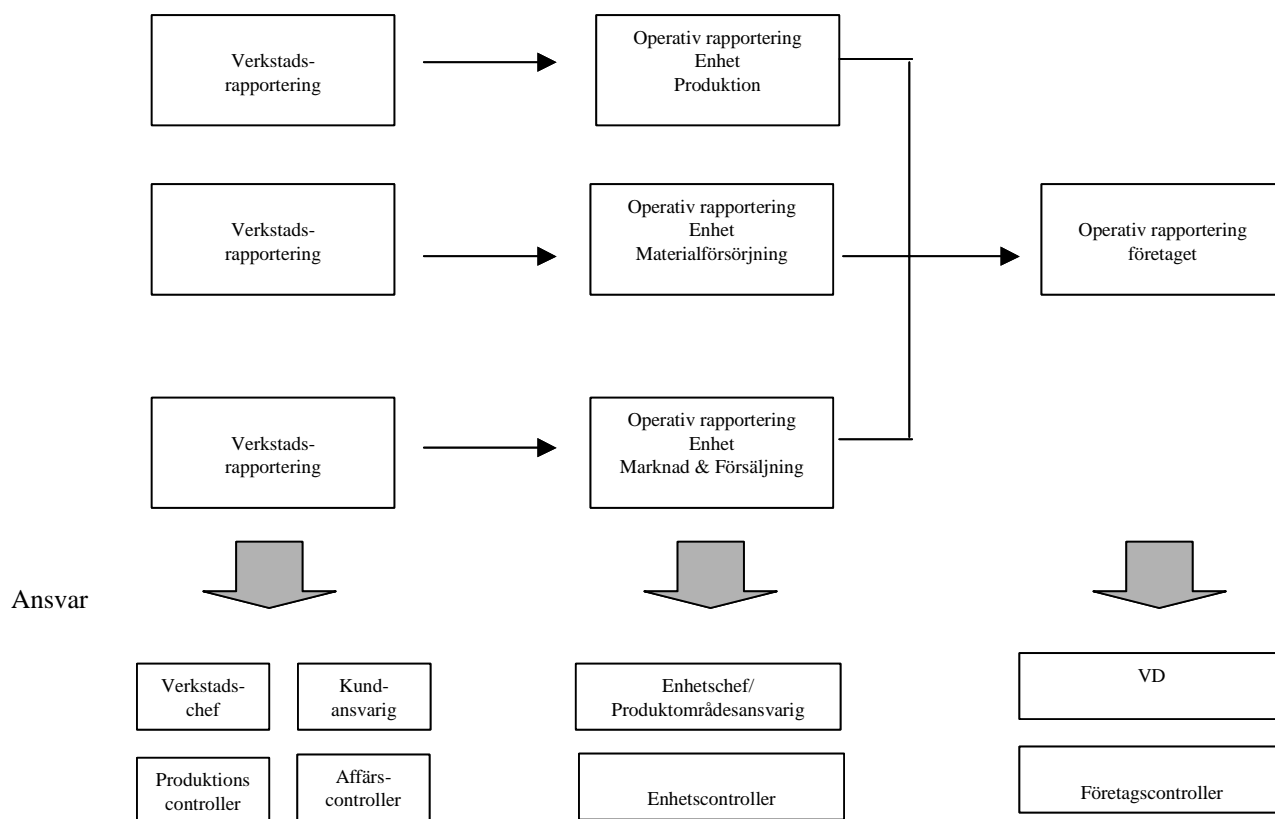 Verkstads-
rapportering
Operativ rapportering
Enhet
Produktion
Verkstads-
rapportering
Operativ rapportering
Enhet
Materialförsörjning
Operativ rapportering
företaget
Verkstads-
rapportering
Operativ rapportering
Enhet
Marknad & Försäljning
Ansvar
Verkstads-
chef
Kund-
ansvarig
Enhetschef/
Produktområdesansvarig
VD
Produktions
controller
Affärs-
controller
Enhetscontroller
Företagscontroller